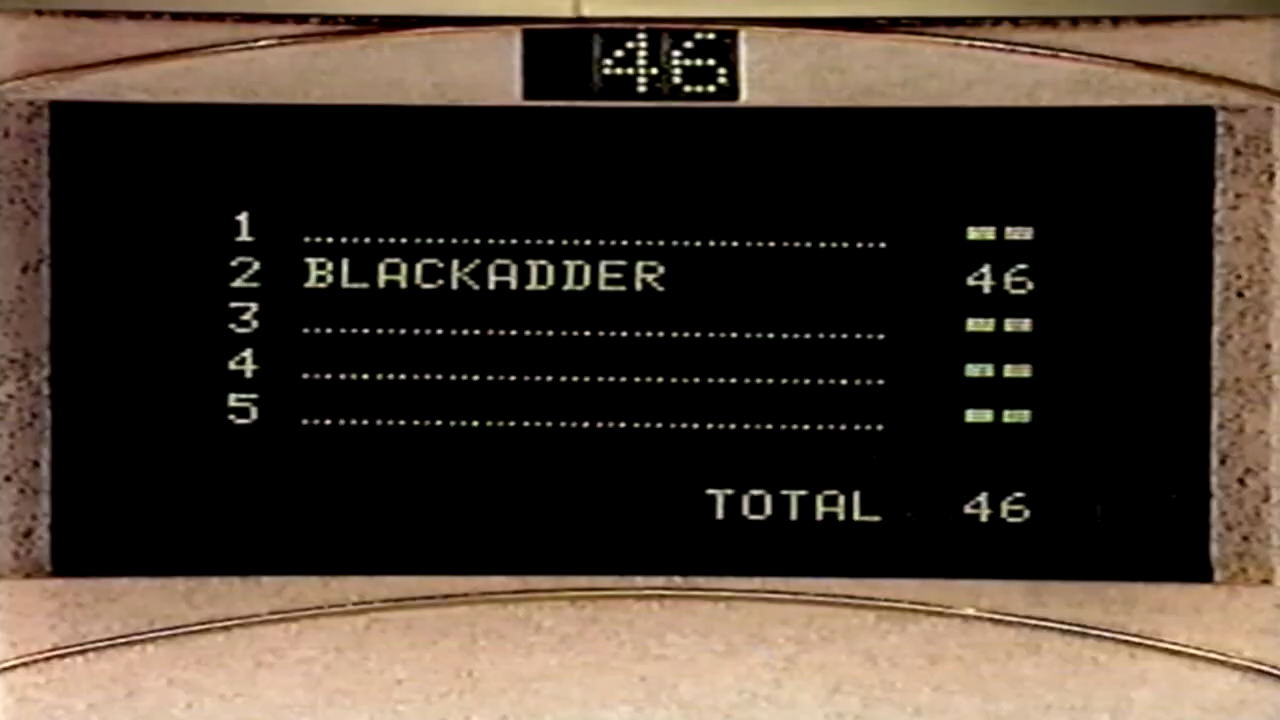 46
1 ................................................ ▬▬
2 BLACKADDER 46
3 ................................................ ▬▬
4 ................................................ ▬▬
5 ................................................ ▬▬
TOTAL 46